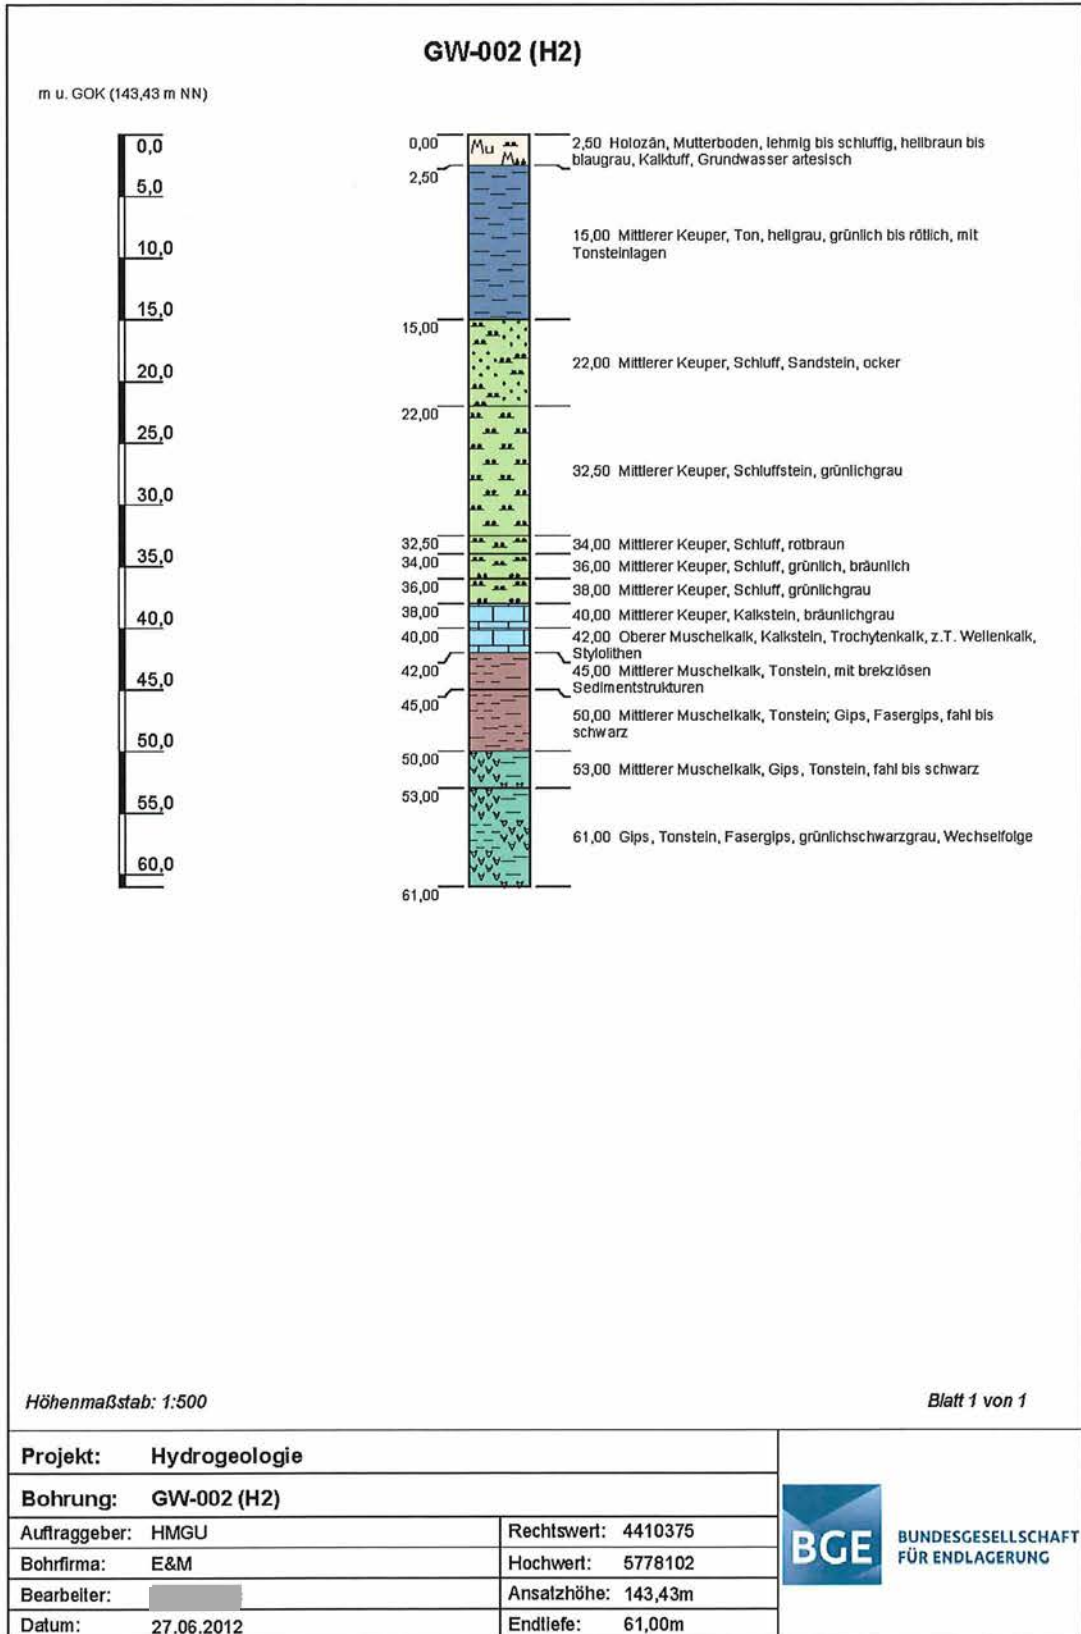 GW-002 (H2)
m u. GOK (143,43 m NN)
0,0
5,0
10,0
15,0
20,0
25,0
30,0
35,0
40,0
45,0
50,0
55,0
60,0
0,00
2,50
15,00
22,00
32,50
34,00
36,00
38,00
40,00
42,00
45,00
50,00
53,00
61,00
Mu
M
2,50 Holozän, Mutterboden, lehmig bis schluffig, hellbraun bis
blaugrau, Kalktuff, Grundwasser artesisch
15,00 Mittlerer Keuper, Ton, hellgrau, grünlich bis rötlich, mit
Tonsteinlagen
22,00 Mittlerer Keuper, Schluff, Sandstein, ocker
32,50 Mittlerer Keuper, Schluffstein, grünlichgrau
34,00 Mittlerer Keuper, Schluff, rotbraun
36,00 Mittlerer Keuper, Schluff, grünlich, bräunlich
38,00 Mittlerer Keuper, Schluff, grünlichgrau
40,00 Mittlerer Keuper, Kalkstein, bräunlichgrau
42,00 Oberer Muschelkalk, Kalkstein, Trochytenkalk, z.T. Wellenkalk,
Stylolithen
45,00 Mittlerer Muschelkalk, Tonstein, mit brekziösen
Sedimentstrukturen
50,00 Mittlerer Muschelkalk, Tonstein; Gips, Fasergips, fahl bis
schwarz
53,00 Mittlerer Muschelkalk, Gips, Tonstein, fahl bis schwarz
61,00 Gips, Tonstein, Fasergips, grünlichschwarzgrau, Wechselfolge
Höhenmaßstab: 1:500
Blatt 1 von 1
Projekt: Hydrogeologie
Bohrung: GW-002 (H2)
Auftraggeber: HMGU
Rechtswert: 4410375
Bohrfirma: E&M
Hochwert: 5778102
Bearbeiter:
Ansatzhöhe: 143,43m
Datum: 27.06.2012
Endtiefe: 61,00m
BGE
BUNDESGESELLSCHAFT
FÜR ENDLAGERUNG